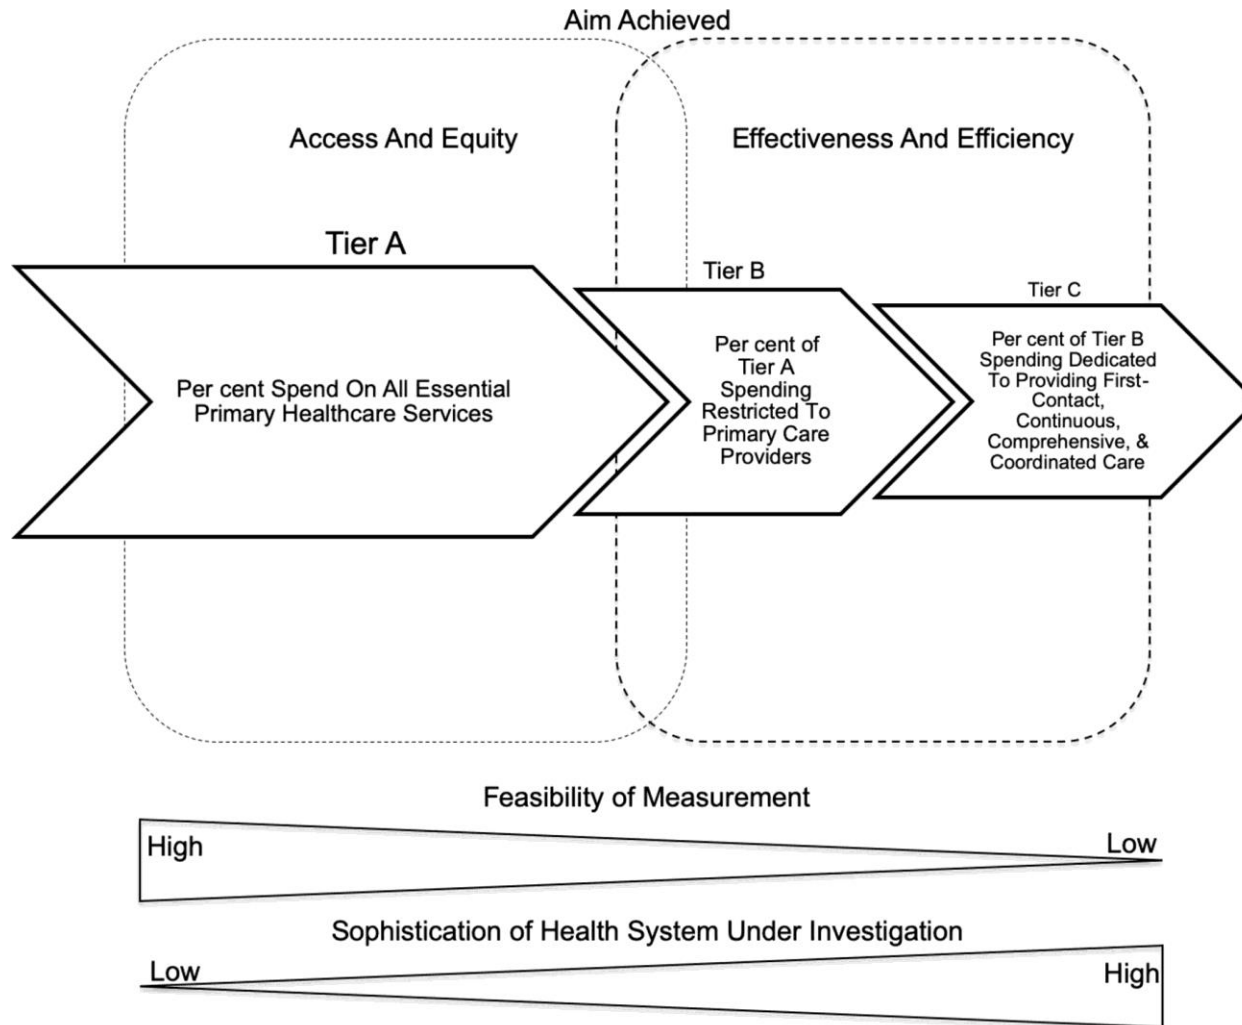 Aim Achieved
Access And Equity
Effectiveness And Efficiency
Tier A
Per cent Spend On All Essential
Primary Healthcare Services
Tier B
Per cent of
Tier A
Spending
Restricted To
Primary Care
Providers
Tier C
Per cent of Tier B
Spending Dedicated
To Providing First-
Contact,
Continuous,
Comprehensive, &
Coordinated Care
Feasibility of Measurement
High
Low
Sophistication of Health System Under Investigation
Low
High